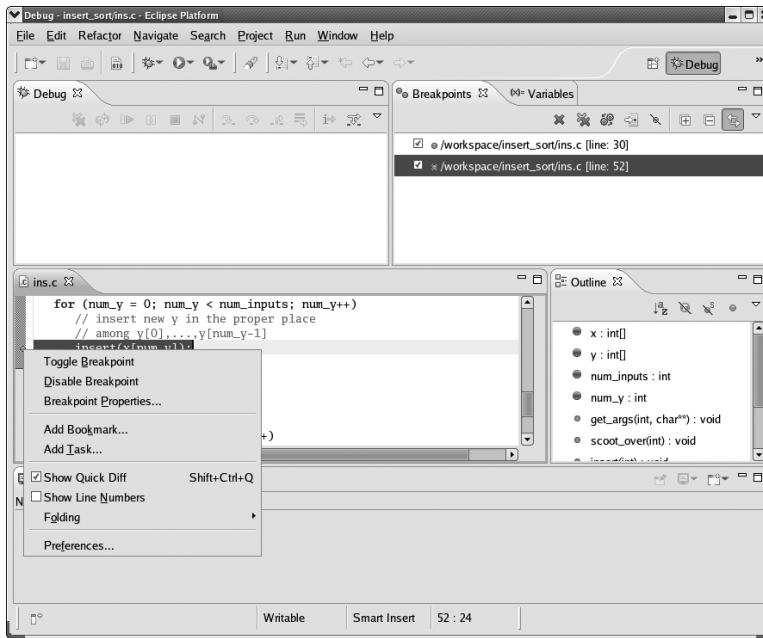 Debug - insert_sort/ins.c - Eclipse Platform
File Edit Refactor Navigate Search Project Run Window Help
Debug
»
Debug
Breakpoints (x)= Variables
/workspace/insert_sort/ins.c [line: 30]
/workspace/insert_sort/ins.c [line: 52]
ins.c
for (num_y = 0; num_y < num_inputs; num_y++)
// insert new y in the proper place
// among y[0],...,y[num_y-1]
insert(x[num_y]);
Toggle Breakpoint
Disable Breakpoint
Breakpoint Properties...
Add Bookmark...
Add Task...
Show Quick Diff Shift+Ctrl+Q
Show Line Numbers
Folding
Preferences...
+)
Outline
x : int[]
y : int[]
num_inputs : int
num_y : int
get_args(int, char**) : void
scoot_over(int) : void
insert(int) : void
N
Writable Smart Insert 52 : 24